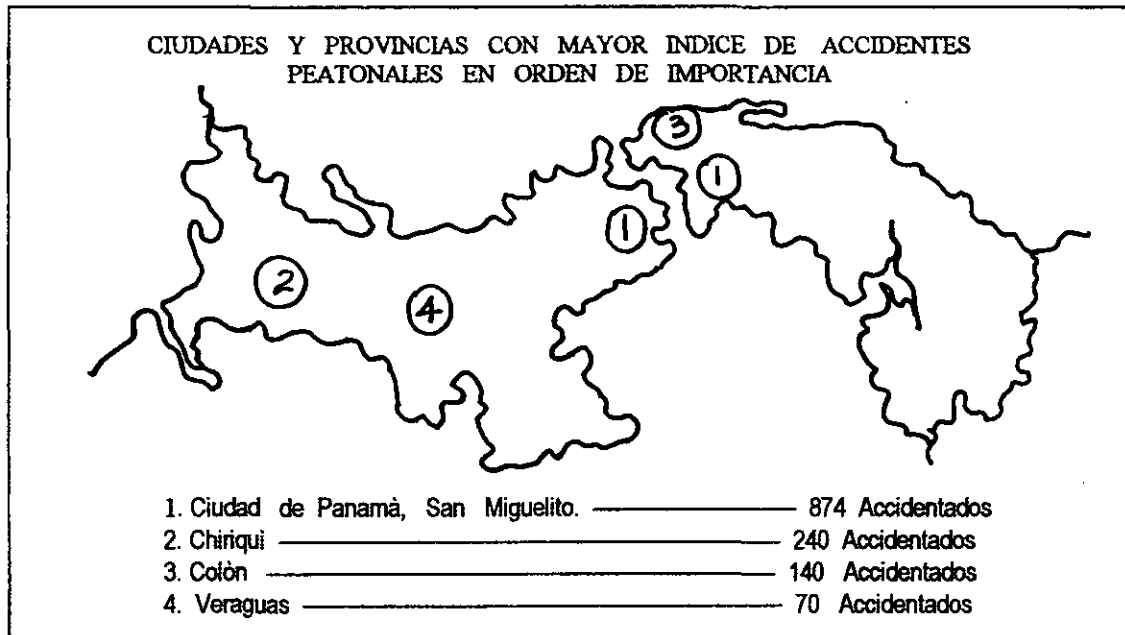 CIUDADES Y PROVINCIAS CON MAYOR INDICE DE ACCIDENTES
PEATONALES EN ORDEN DE IMPORTANCIA
3
1
1
2
4
1. Ciudad de Panamà, San Miguelito. 874 Accidentados
2. Chiriquì 240 Accidentados
3. Colòn 140 Accidentados
4. Veraguas 70 Accidentados